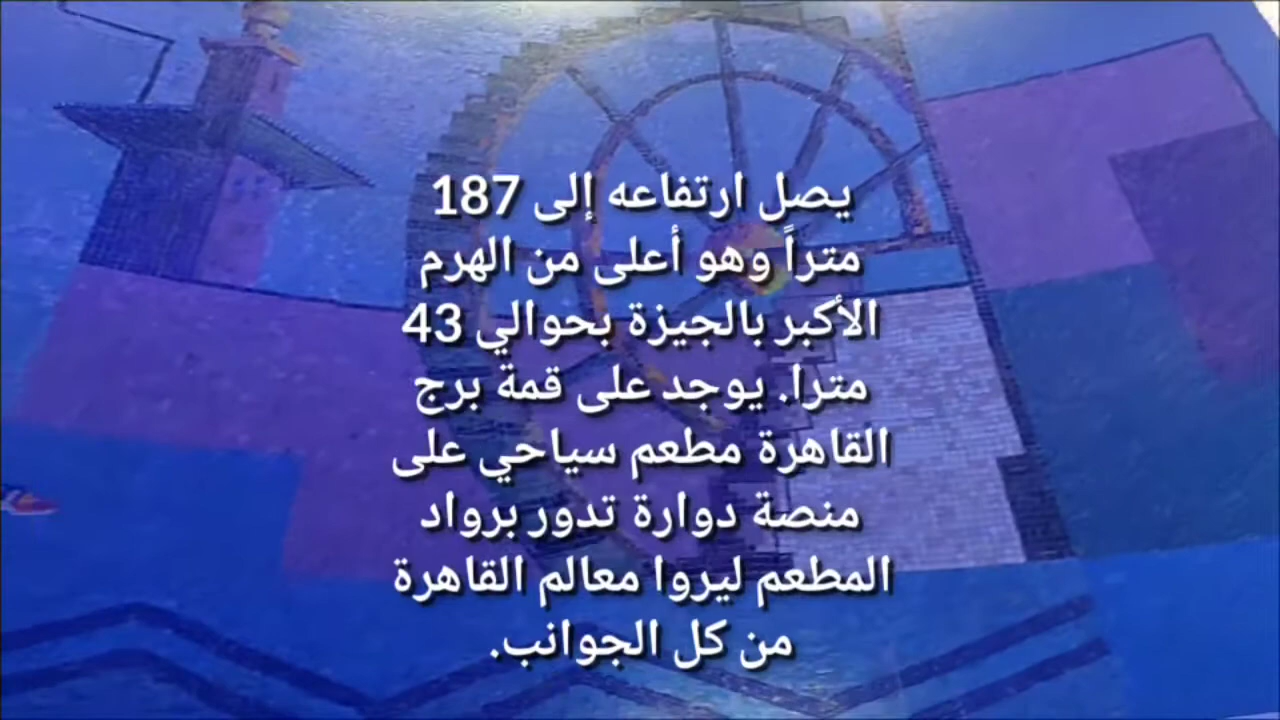 يصل ارتفاعه إلى 187
متراً وهو أعلى من الهرم
الأكبر بالجيزة بحوالي 43
مترا. يوجد على قمة برج
القاهرة مطعم سياحي على
منصة دوارة تدور برواد
المطعم ليروا معالم القاهرة
من كل الجوانب.